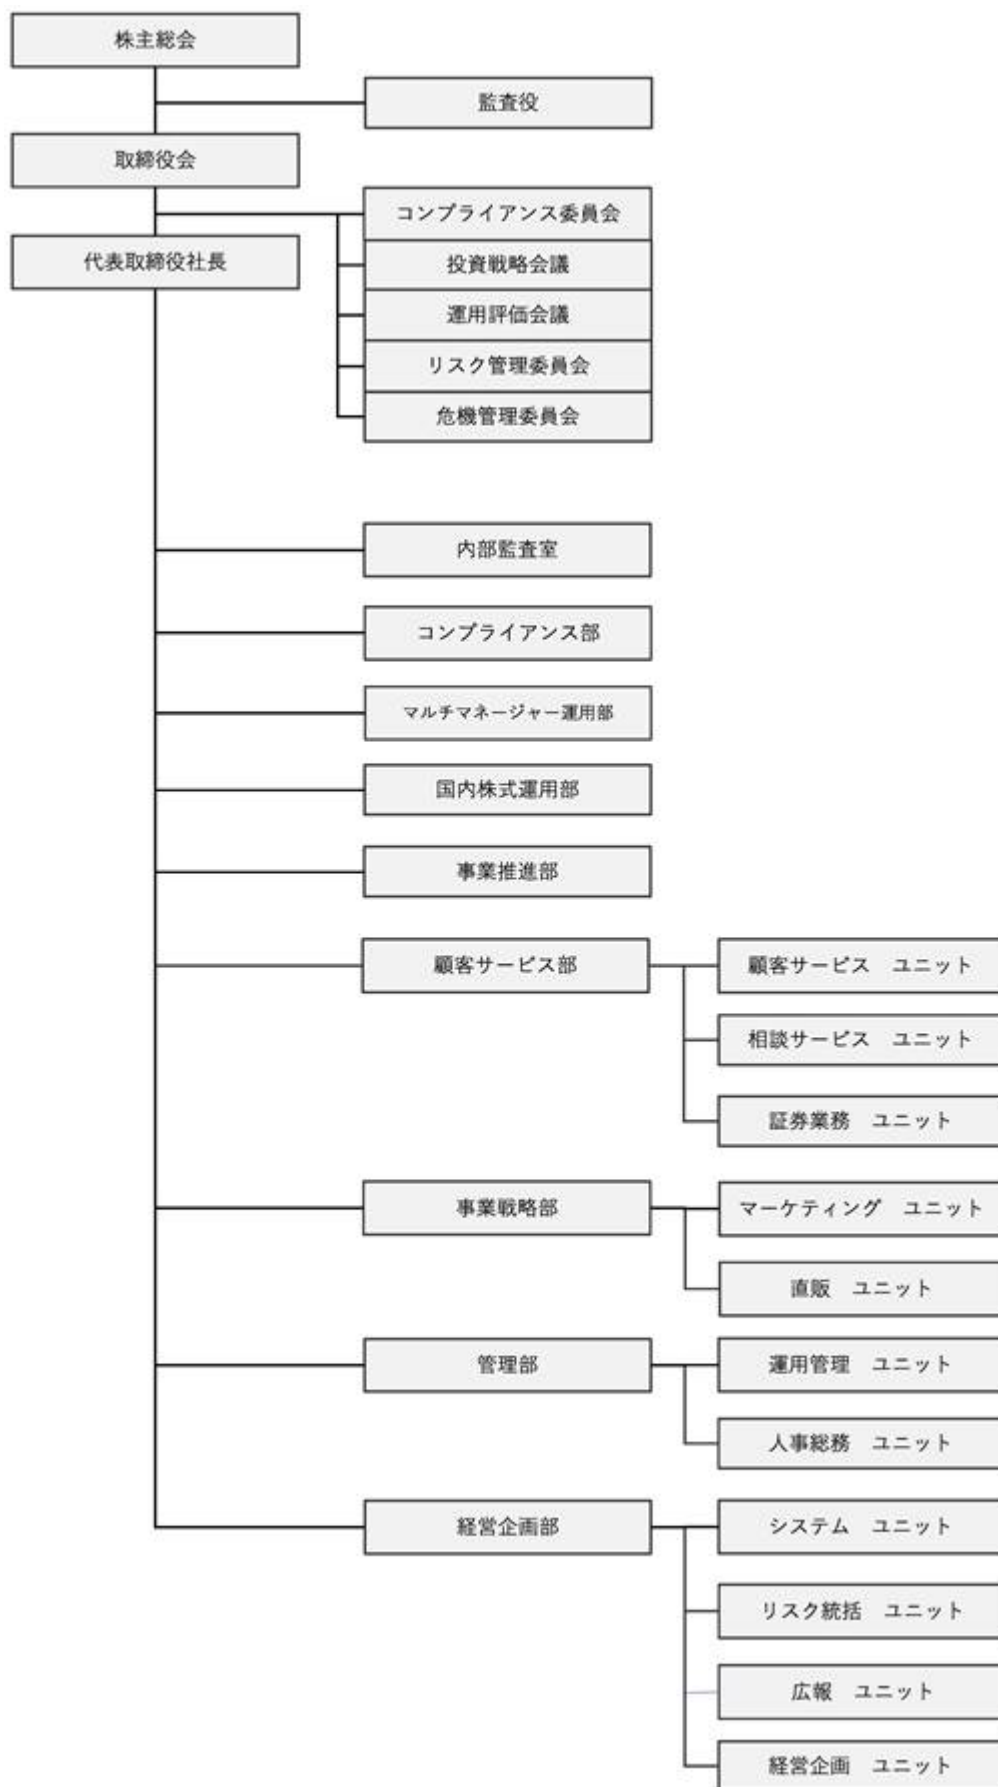 株主総会
監査役
取締役会
コンプライアンス委員会
代表取締役社長
投資戦略会議
運用評価会議
リスク管理委員会
危機管理委員会
内部監査室
コンプライアンス部
マルチマネージャー運用部
国内株式運用部
事業推進部
顧客サービス部
顧客サービス　ユニット
相談サービス　ユニット
証券業務　ユニット
事業戦略部
マーケティング　ユニット
直販　ユニット
管理部
運用管理　ユニット
人事総務　ユニット
経営企画部
システム　ユニット
リスク統括　ユニット
広報　ユニット
経営企画　ユニット